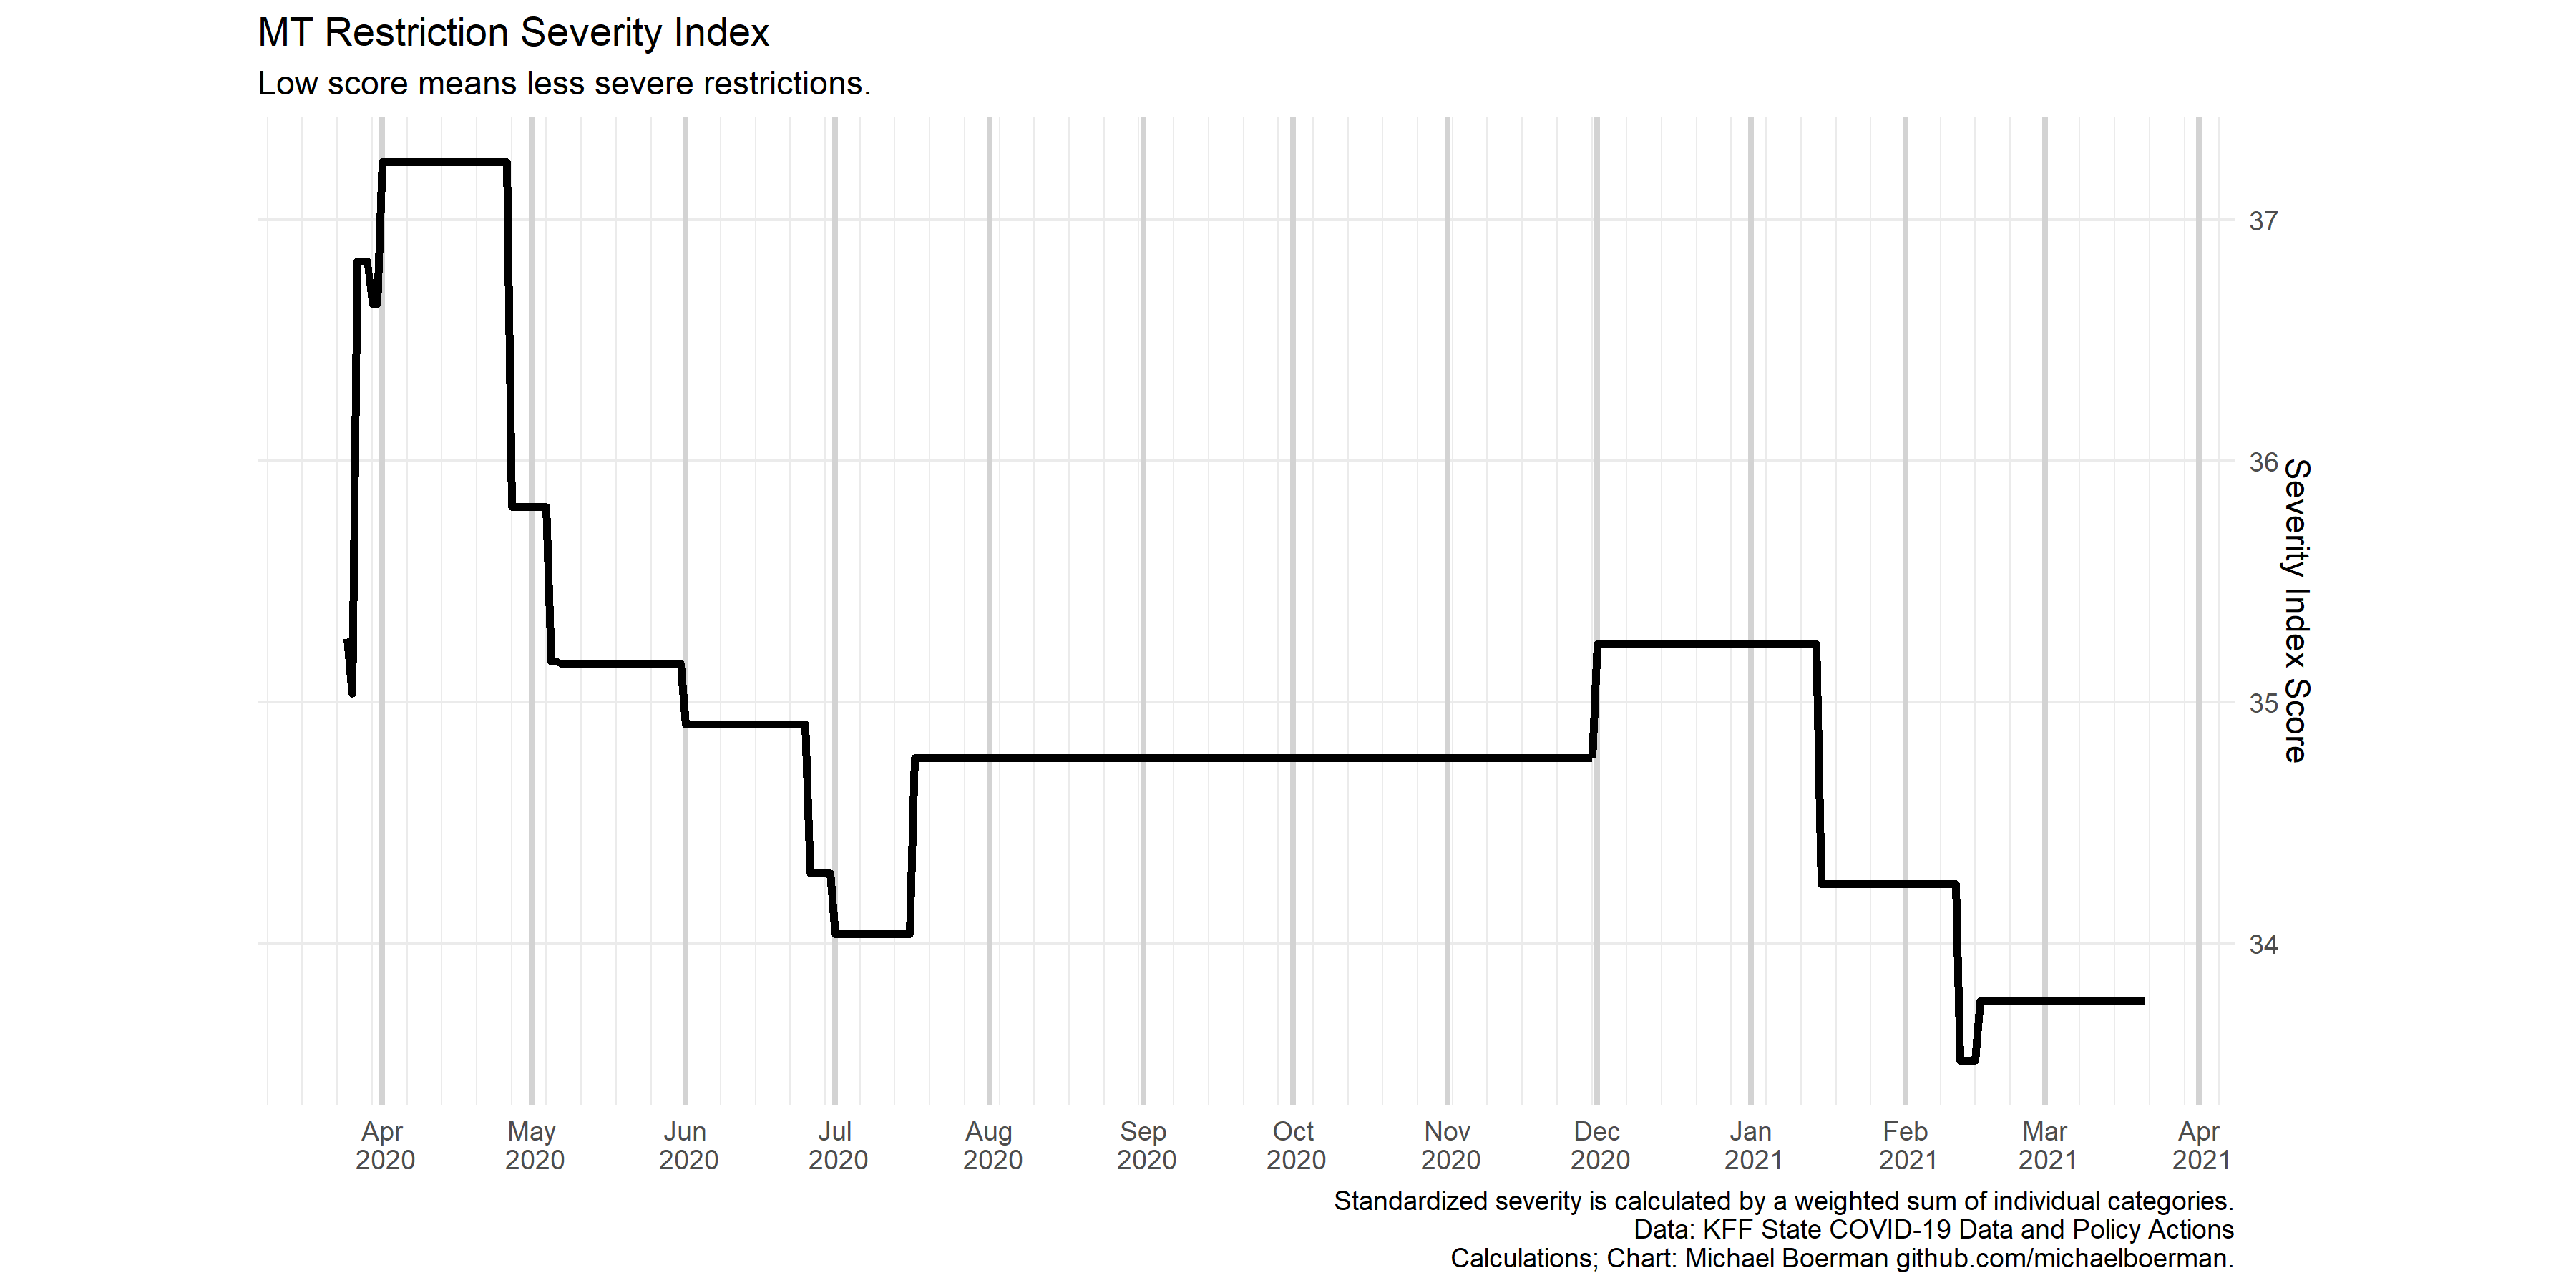 MT Restriction Severity Index
Low score means less severe restrictions.
37
36
35
34
Severity Index Score
Apr
2020
May
2020
Jun
2020
Jul
2020
Aug
2020
Sep
2020
Oct
2020
Nov
2020
Dec
2020
Jan
2021
Feb
2021
Mar
2021
Apr
2021
Standardized severity is calculated by a weighted sum of individual categories.
Data: KFF State COVID-19 Data and Policy Actions
Calculations; Chart: Michael Boerman github.com/michaelboerman.